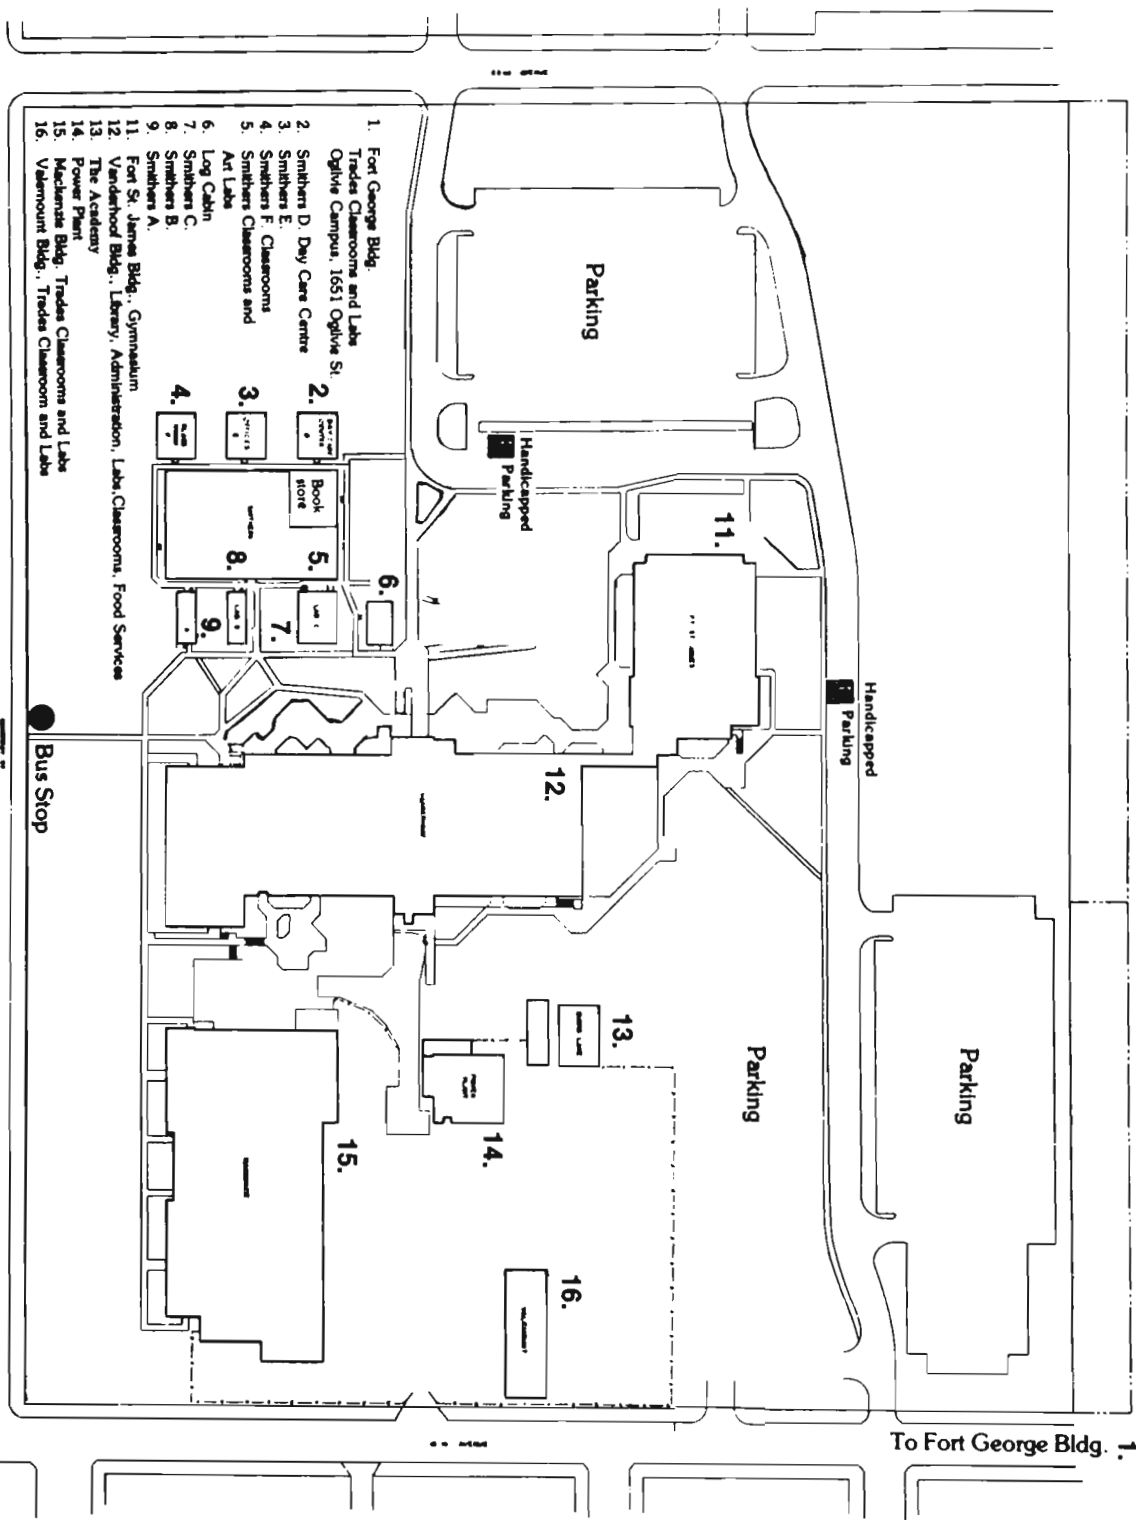 1. Fort George Bldg.
Trades Classrooms and Labs
Ogilvie Campus, 1651 Ogilvie St.
2. Smithers D. Day Care Centre
3. Smithers E.
4. Smithers F. Classrooms
5. Smithers Classrooms and
Art Labs
6. Log Cabin
7. Smithers C.
8. Smithers B.
9. Smithers A.
11. Fort St. James Bldg., Gymnasium
12. Vanderhoof Bldg., Library, Administration, Labs, Classrooms, Food Services
13. The Academy
14. Power Plant
15. Mackenzie Bldg. Trades Classrooms and Labs
16. Valemount Bldg., Trades Classroom and Labs
Parking
Handicapped
Parking
Handicapped
Parking
Parking
Parking
2.
3.
4.
Book
store
5.
8.
6.
7.
9.
LAB C
11.
12.
13.
14.
POWER
PLANT
15.
16.
Bus Stop
To Fort George Bldg. 1.